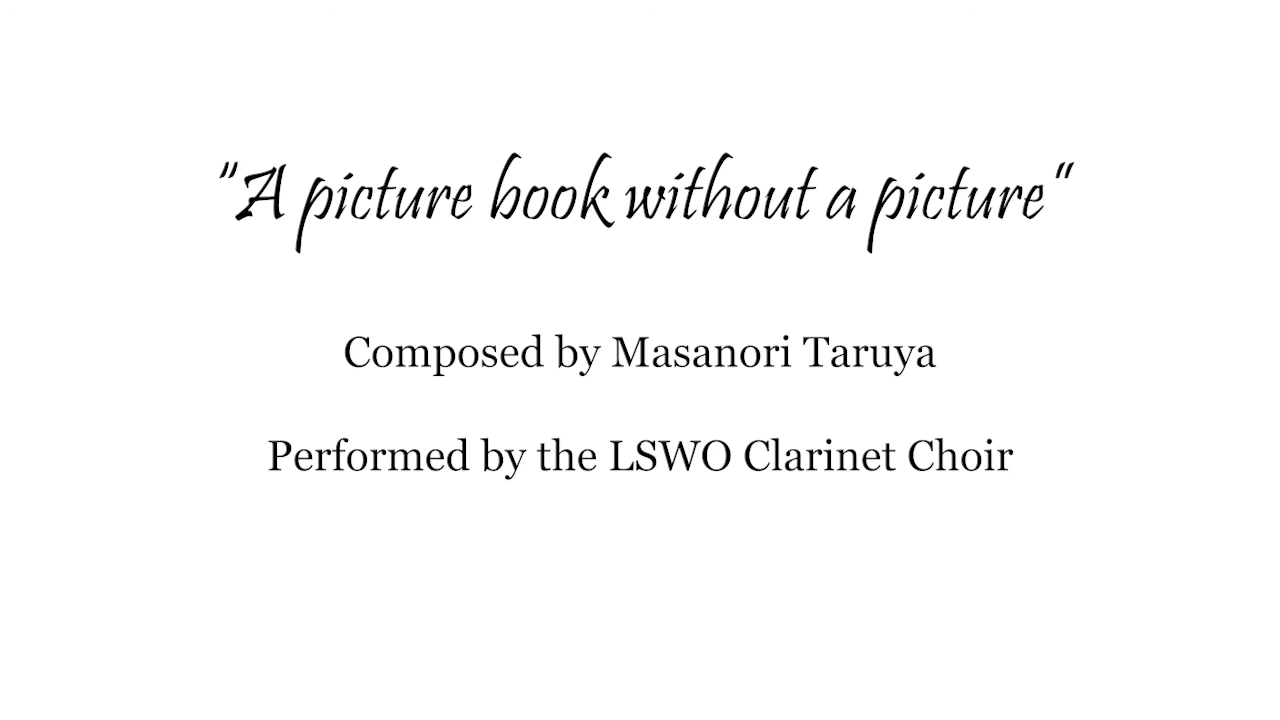 "A picture book without a picture"
Composed by Masanori Taruya
Performed by the LSWO Clarinet Choir